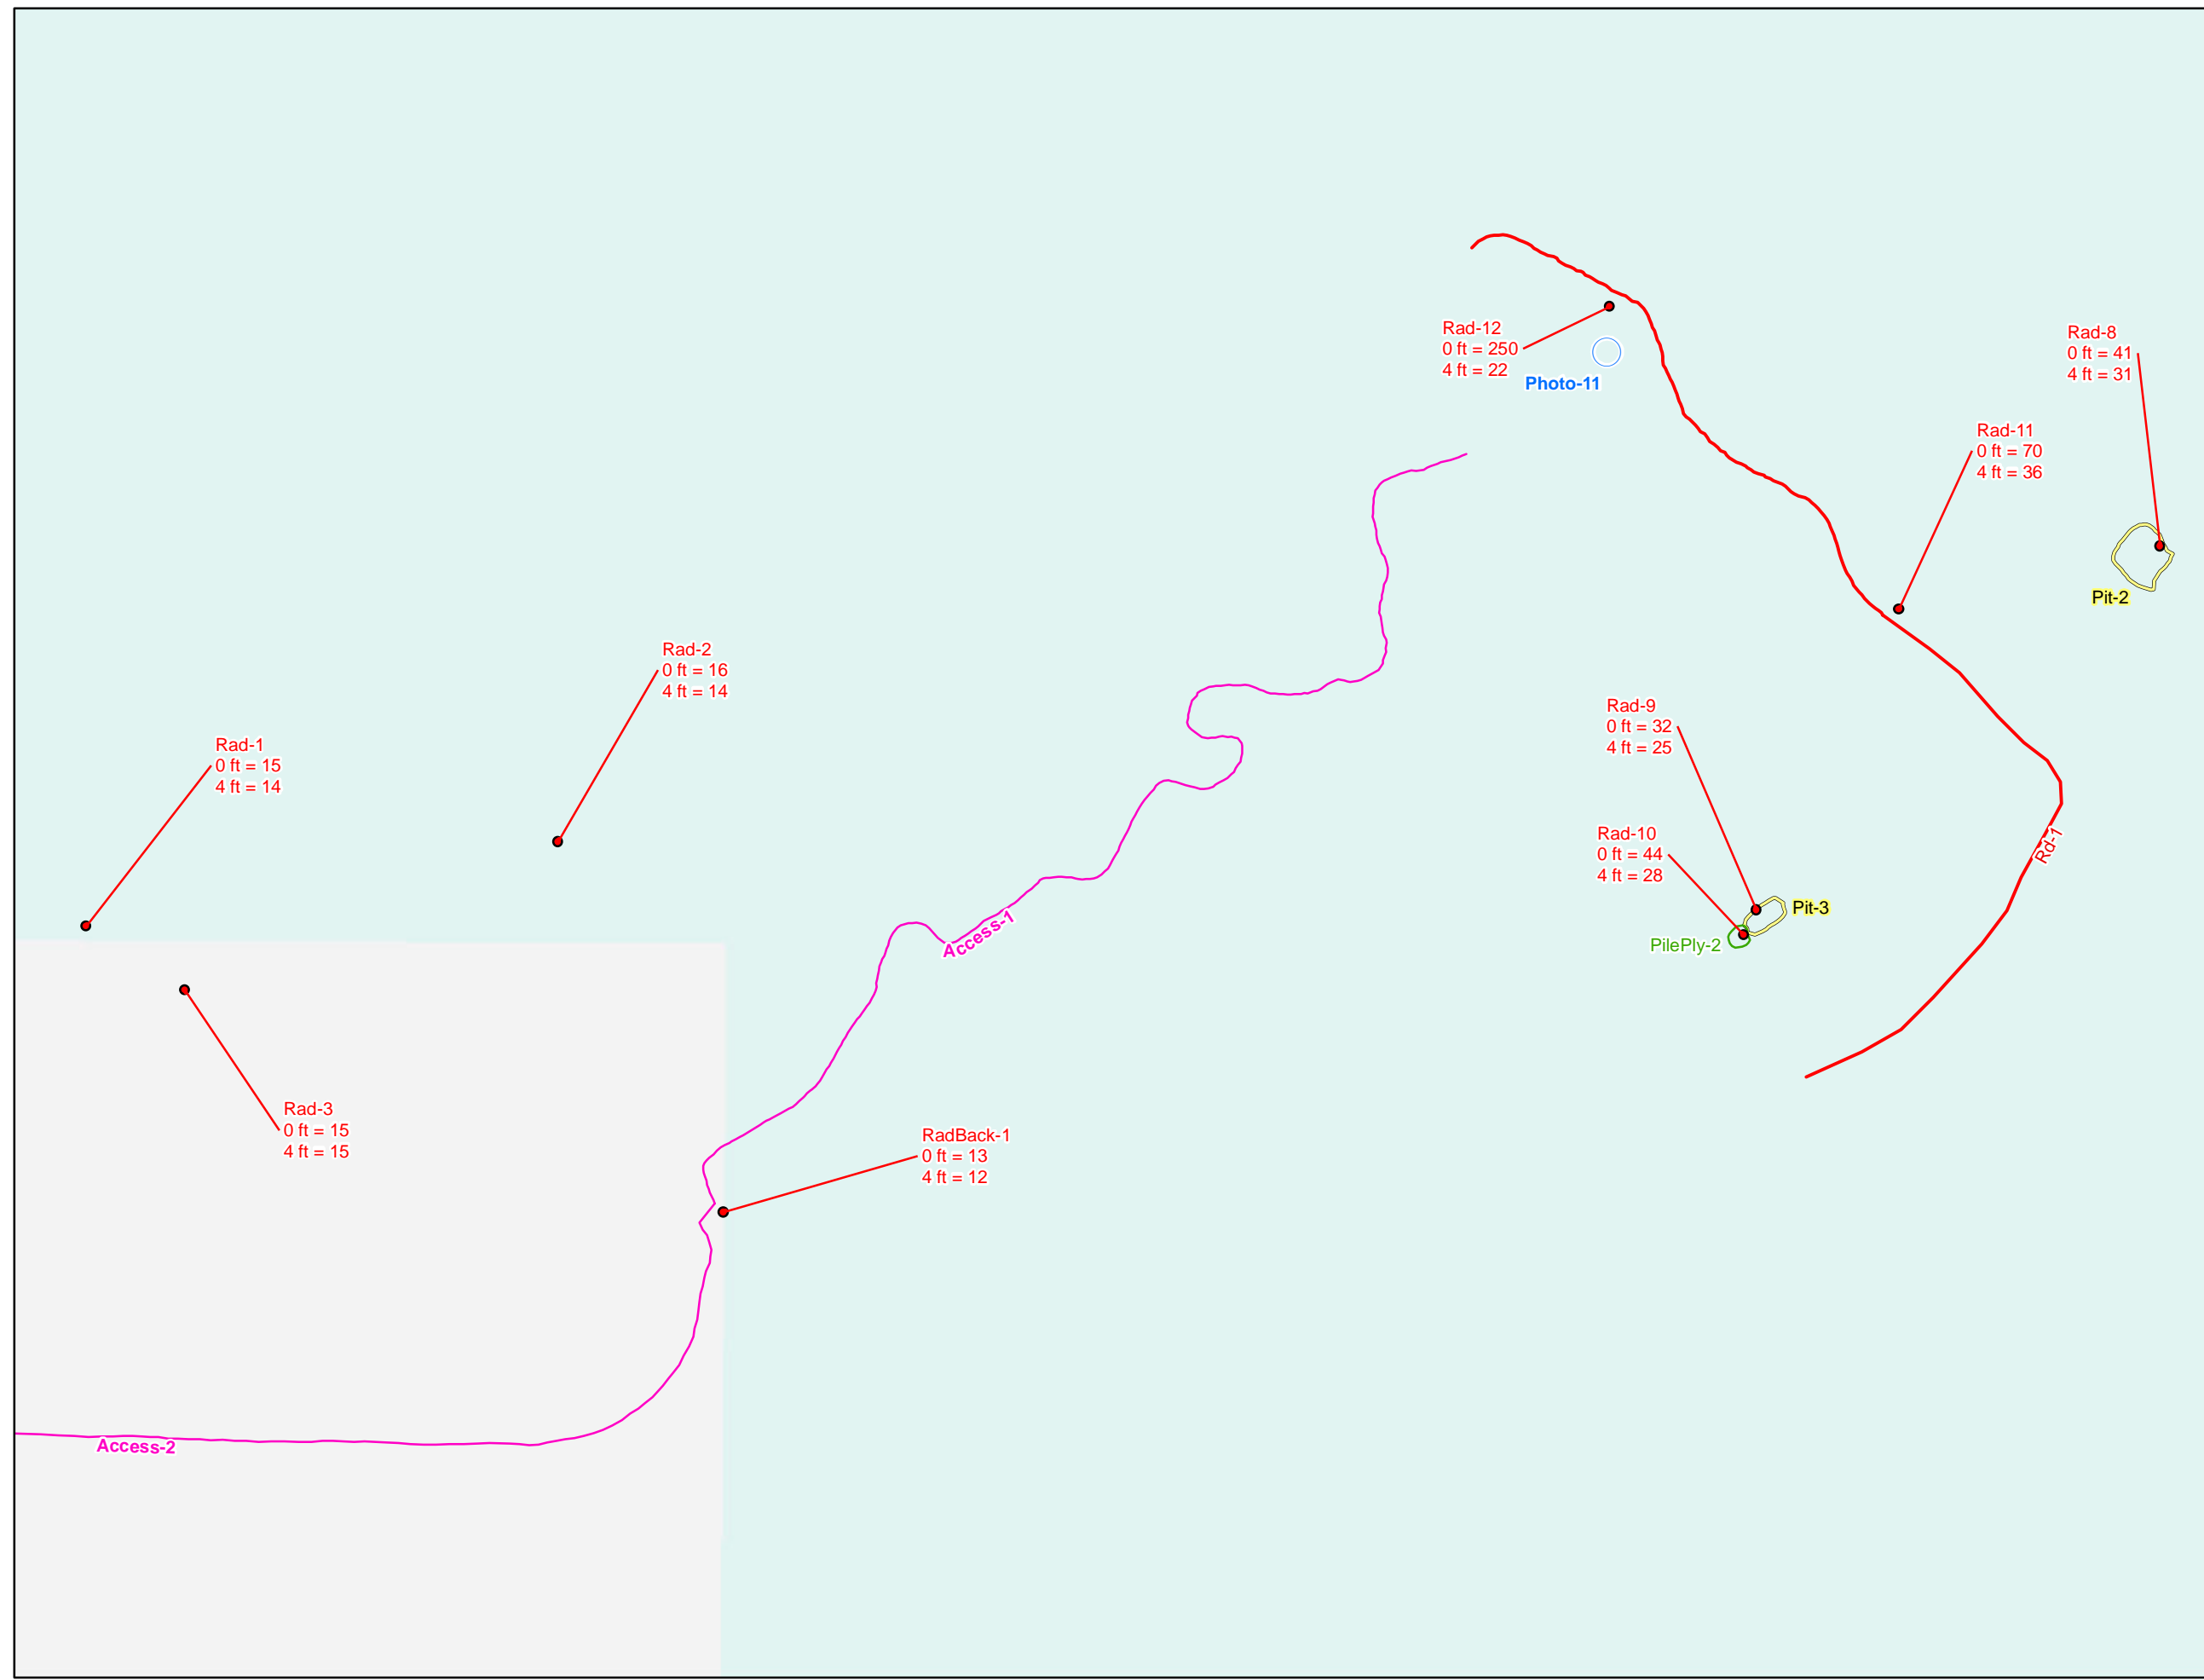 Rad-12
0 ft = 250
4 ft = 22
Photo-11
Rad-8
0 ft = 41
4 ft = 31
Rad-11
0 ft = 70
4 ft = 36
Pit-2
Rad-2
0 ft = 16
4 ft = 14
Rad-1
0 ft = 15
4 ft = 14
Rad-9
0 ft = 32
4 ft = 25
Rad-10
0 ft = 44
4 ft = 28
Rd-1
Pit-3
PilePly-2
Access-1
Rad-3
0 ft = 15
4 ft = 15
RadBack-1
0 ft = 13
4 ft = 12
Access-2